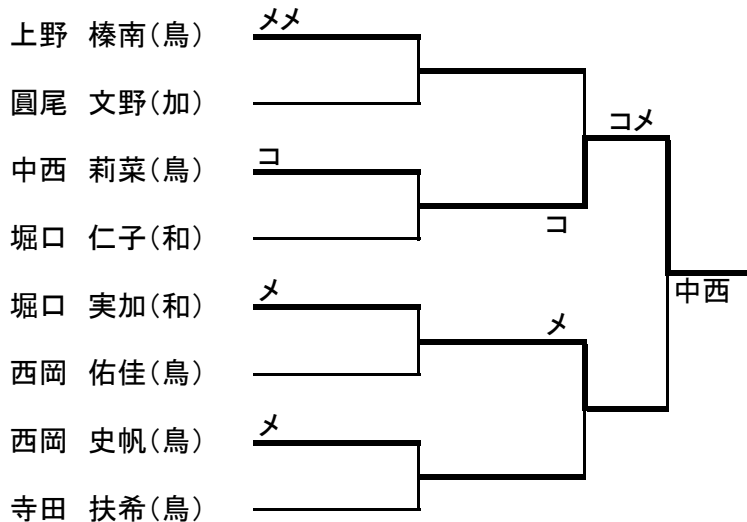 上野 榛南(鳥) メメ
圓尾 文野(加)
コメ
中西 莉菜(鳥) コ
コ
堀口 仁子(和)
中西
堀口 実加(和) メ
メ
西岡 佑佳(鳥)
西岡 史帆(鳥) メ
寺田 扶希(鳥)